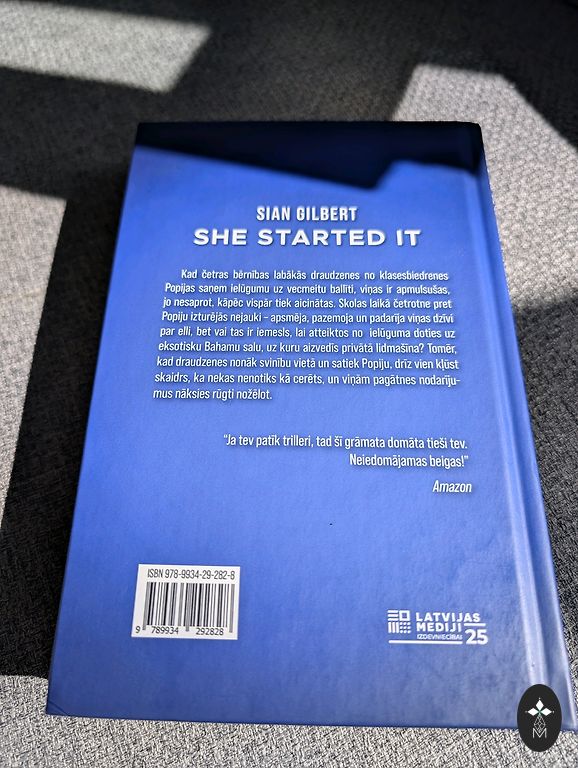 SIAN GILBERT
SHE STARTED IT
Kad četras bērnības labākās draudzenes no klasesbiedrenes
Popijas saņem ielūgumu uz vecmeitu ballīti, viņas ir apmulsušas,
jo nesaprot, kāpēc vispār tiek aicinātas. Skolas laikā četrotne pret
Popiju izturējās nejauki – apsmēja, pazemoja un padarīja viņas dzīvi
par elli, bet vai tas ir iemesls, lai atteiktos no ielūguma doties uz
eksotisku Bahamu salu, uz kuru aizvedīs privātā lidmašīna? Tomēr,
kad draudzenes nonāk svinību vietā un satiek Popiju, drīz vien kļūst
skaidrs, ka nekas nenotiks kā cerēts, un viņām pagātnes nodarīju-
mus nāksies rūgti nožēlot.
"Ja tev patīk trilleri, tad šī grāmata domāta tieši tev.
Neiedomājamas beigas!"
Amazon
ISBN 978-9934-29-282-8
9 789934 292828
LATVIJAS
MEDIJI
IZDEVNIECĪBAI 25
M